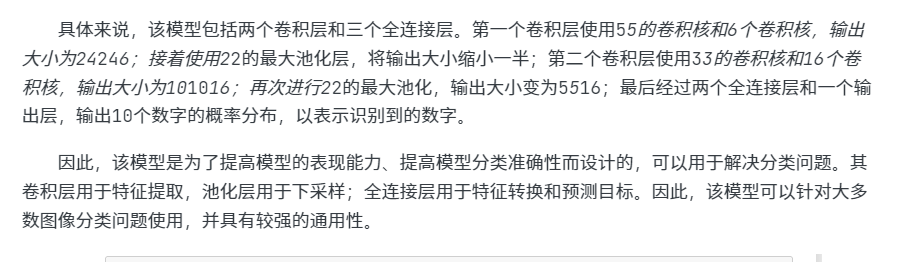 具体来说，该模型包括两个卷积层和三个全连接层。第一个卷积层使用55的卷积核和6个卷积核，输出
大小为24246；接着使用22的最大池化层，将输出大小缩小一半；第二个卷积层使用33的卷积核和16个卷
积核，输出大小为101016；再次进行22的最大池化，输出大小变为5516；最后经过两个全连接层和一个输
出层，输出10个数字的概率分布，以表示识别到的数字。
因此，该模型是为了提高模型的表现能力、提高模型分类准确性而设计的，可以用于解决分类问题。其
卷积层用于特征提取，池化层用于下采样；全连接层用于特征转换和预测目标。因此，该模型可以针对大多
数图像分类问题使用，并具有较强的通用性。